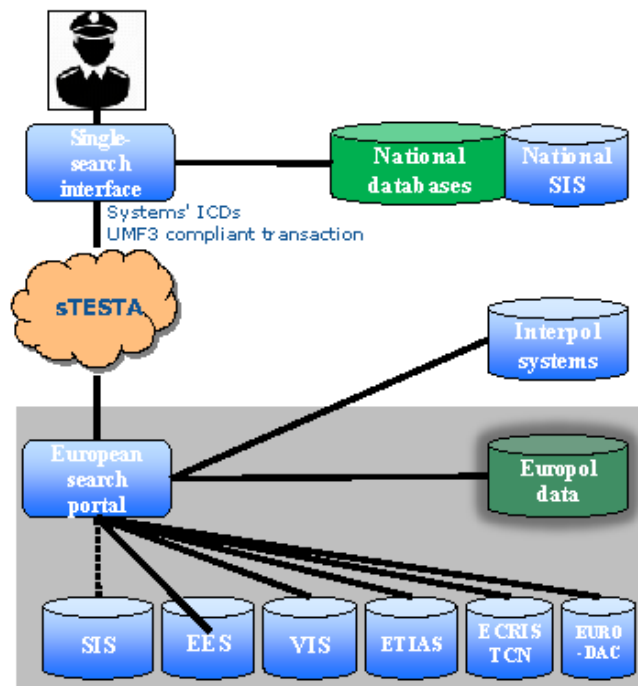 Single-
search
interface
National
databases
National
SIS
Systems' ICDs
UMF3 compliant transaction
sTESTA
Interpol
systems
European
search
portal
Europol
data
SIS
EES
VIS
ETIAS
ECRIS
TCN
EURO
-DAC